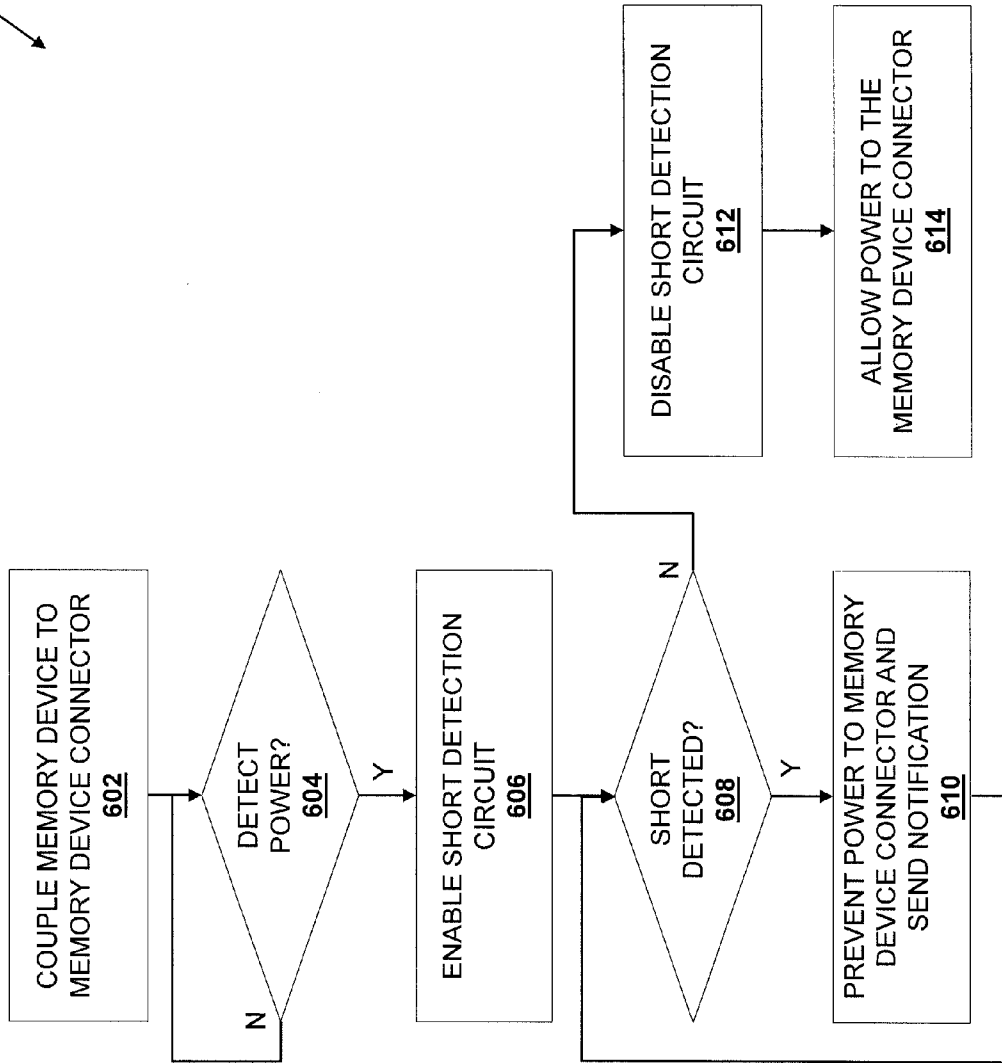 COUPLE MEMORY DEVICE TO
MEMORY DEVICE CONNECTOR
602
DETECT
POWER?
604
N
Y
ENABLE SHORT DETECTION
CIRCUIT
606
SHORT
DETECTED?
608
N
Y
PREVENT POWER TO MEMORY
DEVICE CONNECTOR AND
SEND NOTIFICATION
610
DISABLE SHORT DETECTION
CIRCUIT
612
ALLOW POWER TO THE
MEMORY DEVICE CONNECTOR
614